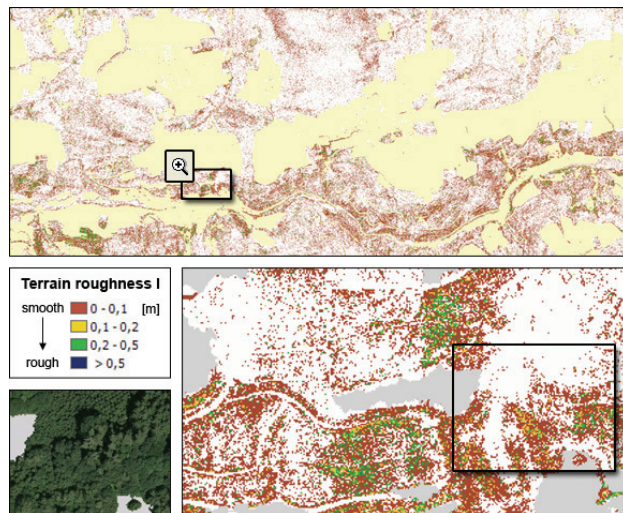 Terrain roughness I
smooth 0 - 0,1 [m]
0,1 - 0,2
0,2 - 0,5
rough > 0,5